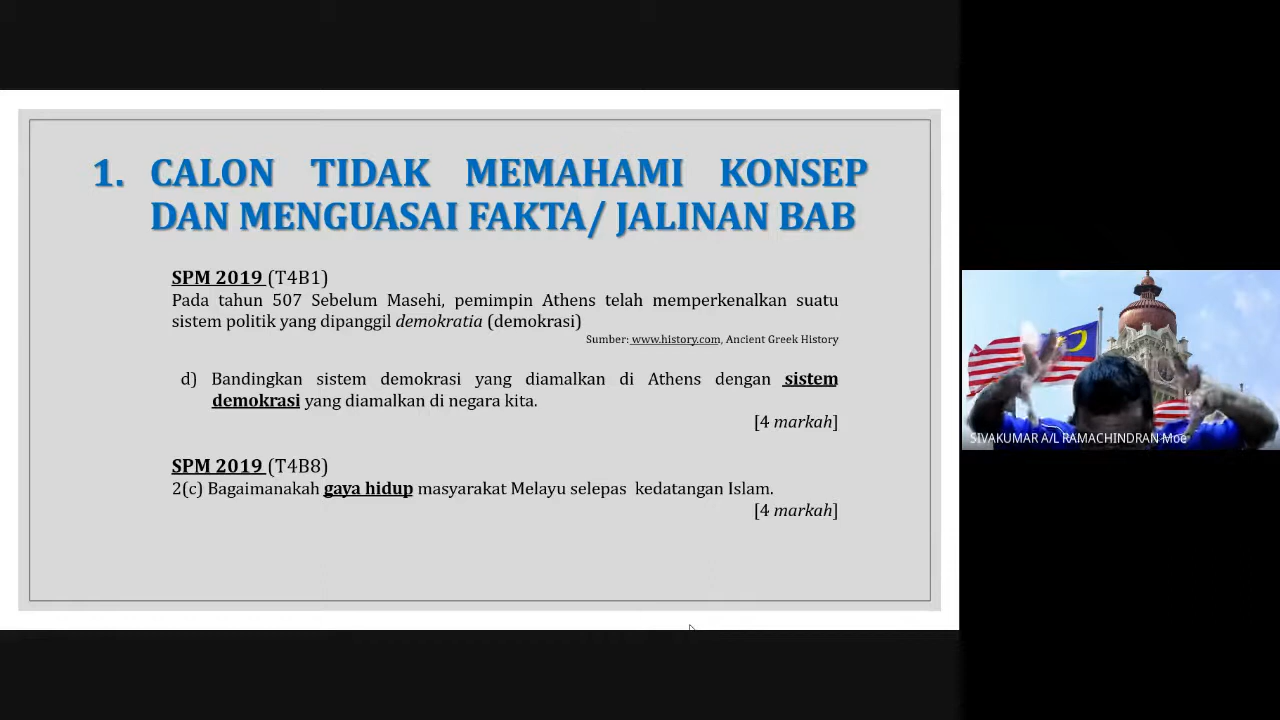 1. CALON TIDAK MEMAHAMI KONSEP
DAN MENGUASAI FAKTA/ JALINAN BAB
SPM 2019 (T4B1)
Pada tahun 507 Sebelum Masehi, pemimpin Athens telah memperkenalkan suatu
sistem politik yang dipanggil demokratia (demokrasi)
Sumber: www.history.com, Ancient Greek History
d) Bandingkan sistem demokrasi yang diamalkan di Athens dengan sistem
demokrasi yang diamalkan di negara kita.
[4 markah]
SPM 2019 (T4B8)
2(c) Bagaimanakah gaya hidup masyarakat Melayu selepas kedatangan Islam.
[4 markah]
SIVAKUMAR A/L RAMACHINDRAN Moe